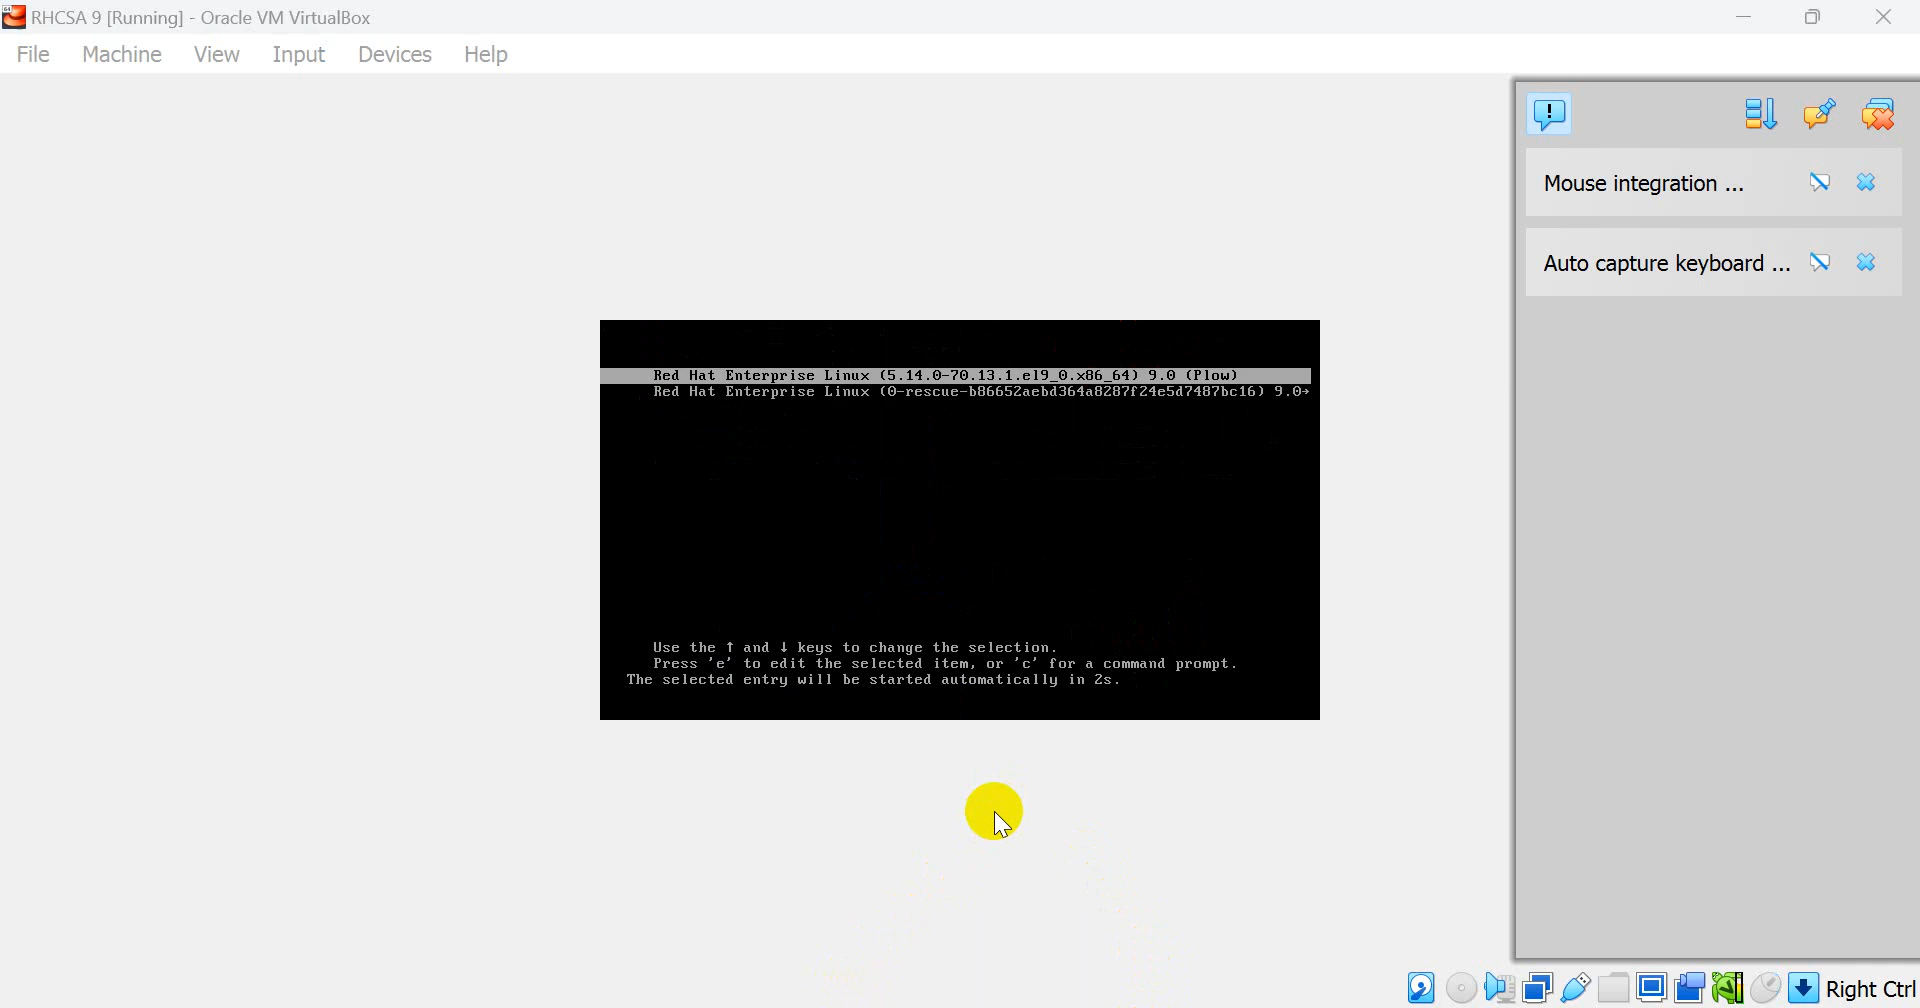 RHCSA 9 [Running] - Oracle VM VirtualBox
File Machine View Input Devices Help
Mouse integration ...
Auto capture keyboard ...
Red Hat Enterprise Linux (5.14.0-70.13.1.el9_0.x86_64) 9.0 (Plow)
Red Hat Enterprise Linux (0-rescue-b86652aebd364a8287f24e5d7487bc16) 9.0→
Use the ↑ and ↓ keys to change the selection.
Press 'e' to edit the selected item, or 'c' for a command prompt.
The selected entry will be started automatically in 2s.
Right Ctrl